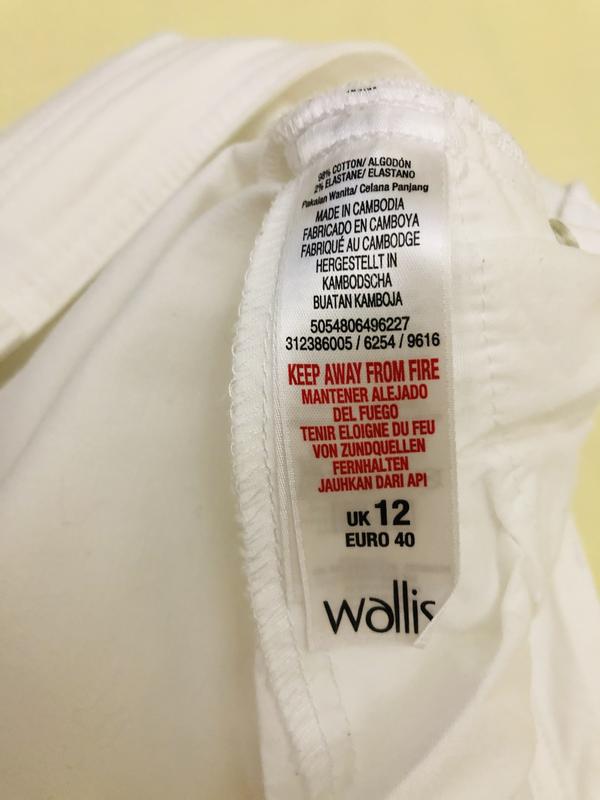 98% COTTON/ ALGODÓN
2% ELASTANE/ ELASTANO
Pakaian Wanita/ Celana Panjang
MADE IN CAMBODIA
FABRICADO EN CAMBOYA
FABRIQUÉ AU CAMBODGE
HERGESTELLT IN
KAMBODSCHA
BUATAN KAMBOJA
5054806496227
312386005 / 6254 / 9616
KEEP AWAY FROM FIRE
MANTENER ALEJADO
DEL FUEGO
TENIR ELOIGNE DU FEU
VON ZUNDQUELLEN
FERNHALTEN
JAUHKAN DARI API
UK 12
EURO 40
wallis